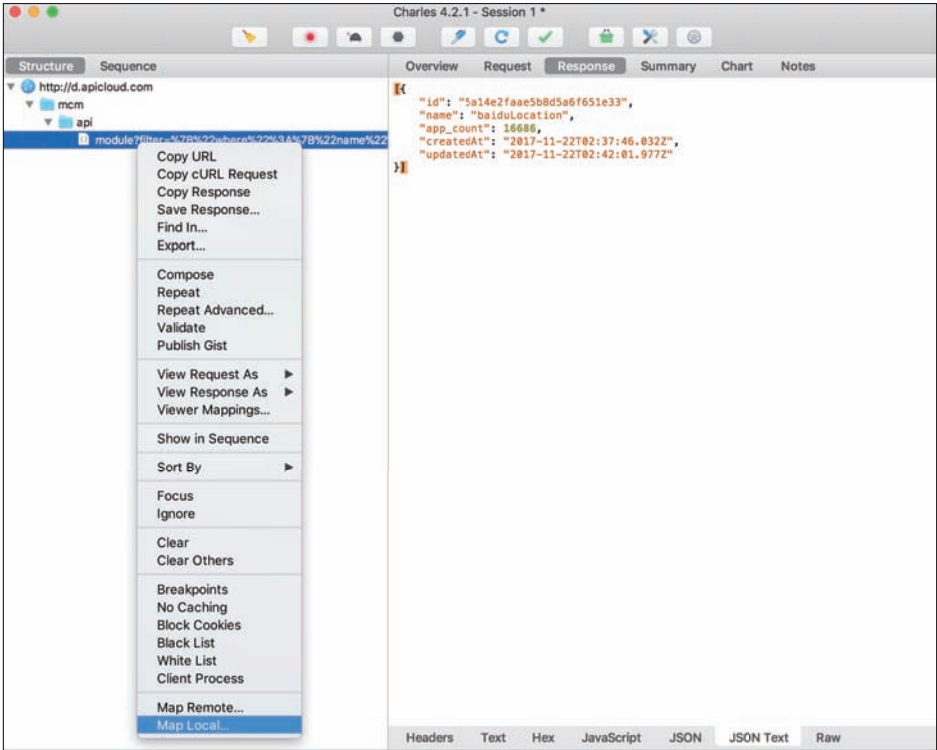 Charles 4.2.1 - Session 1 *
Structure Sequence
Overview Request Response Summary Chart Notes
http://d.apicloud.com
mcm
api
module?filter=%7B%22where%22%3A%7B%22name%22
Copy URL
Copy cURL Request
Copy Response
Save Response...
Find In...
Export...
Compose
Repeat
Repeat Advanced...
Validate
Publish Gist
View Request As
View Response As
Viewer Mappings...
Show in Sequence
Sort By
Focus
Ignore
Clear
Clear Others
Breakpoints
No Caching
Block Cookies
Black List
White List
Client Process
Map Remote...
Map Local...
[{
"id": "5a14e2faae5b8d5a6f651e33",
"name": "baiduLocation",
"app_count": 16686,
"createdAt": "2017-11-22T02:37:46.032Z",
"updatedAt": "2017-11-22T02:42:01.977Z"
}]
Headers Text Hex JavaScript JSON JSON Text Raw